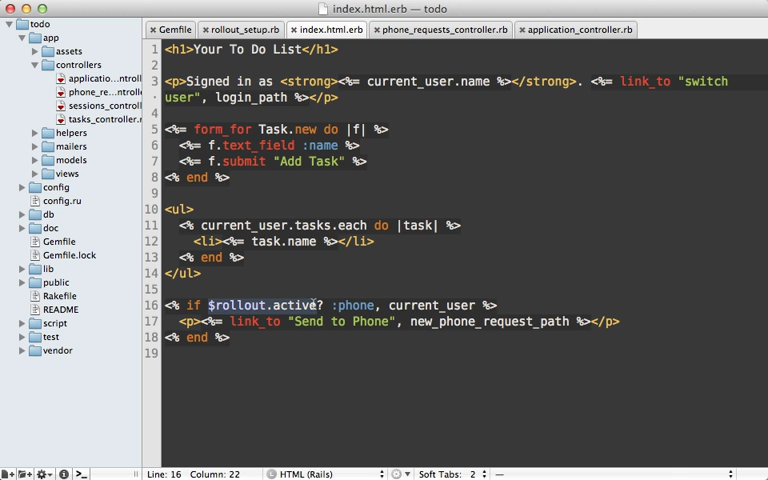 index.html.erb — todo
todo
app
assets
controllers
applicatio...ntroll
phone_re...ntroll
sessions_controll
tasks_controller.r
helpers
mailers
models
views
config
config.ru
db
doc
Gemfile
Gemfile.lock
lib
public
Rakefile
README
script
test
vendor
Gemfile
rollout_setup.rb
index.html.erb
phone_requests_controller.rb
application_controller.rb
1 <h1>Your To Do List</h1>
2
3 <p>Signed in as <strong><%= current_user.name %></strong>. <%= link_to "switch
· user", login_path %></p>
4
5 <%= form_for Task.new do |f| %>
6 <%= f.text_field :name %>
7 <%= f.submit "Add Task" %>
8 <% end %>
9
10 <ul>
11 <% current_user.tasks.each do |task| %>
12 <li><%= task.name %></li>
13 <% end %>
14 </ul>
15
16 <% if $rollout.active? :phone, current_user %>
17 <p><%= link_to "Send to Phone", new_phone_request_path %></p>
18 <% end %>
19
Line: 16 Column: 22
HTML (Rails)
Soft Tabs: 2
—